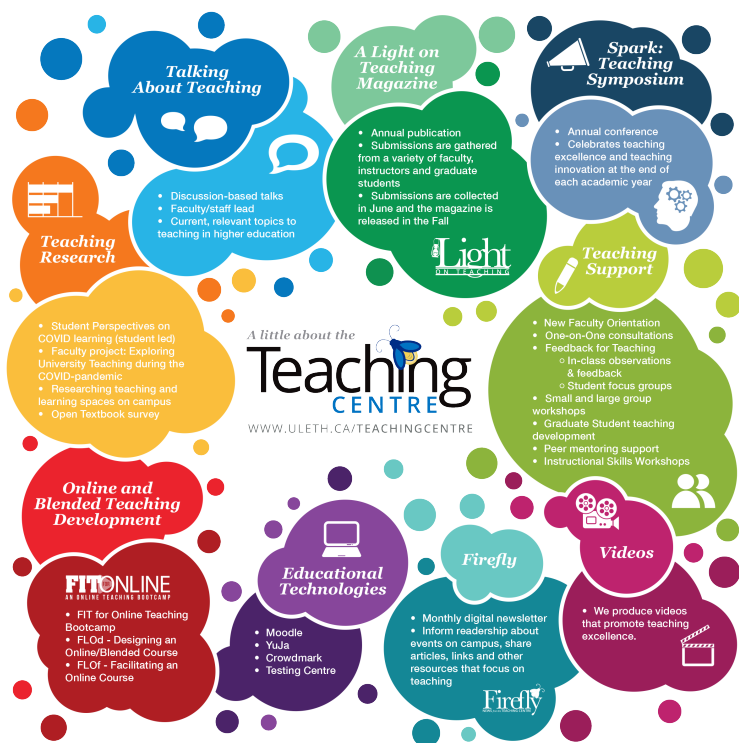 Talking
About Teaching
• Discussion-based talks
• Faculty/staff lead
• Current, relevant topics to
teaching in higher education
A Light on
Teaching
Magazine
• Annual publication
• Submissions are gathered
from a variety of faculty,
instructors and graduate
students
• Submissions are collected
in June and the magazine is
released in the Fall
Light
ON TEACHING
Spark:
Teaching
Symposium
• Annual conference
• Celebrates teaching
excellence and teaching
innovation at the end of
each academic year
Teaching
Research
• Student Perspectives on
COVID learning (student led)
• Faculty project: Exploring
University Teaching during the
COVID-pandemic
• Researching teaching and
learning spaces on campus
• Open Textbook survey
A little about the
Teaching
CENTRE
WWW.ULETH.CA/TEACHINGCENTRE
Teaching
Support
• New Faculty Orientation
• One-on-One consultations
• Feedback for Teaching
○ In-class observations
& feedback
○ Student focus groups
• Small and large group
workshops
• Graduate Student teaching
development
• Peer mentoring support
• Instructional Skills Workshops
Online and
Blended Teaching
Development
FITONLINE
AN ONLINE TEACHING BOOTCAMP
• FIT for Online Teaching
Bootcamp
• FLOd - Designing an
Online/Blended Course
• FLOf - Facilitating an
Online Course
Educational
Technologies
• Moodle
• YuJa
• Crowdmark
• Testing Centre
Firefly
• Monthly digital newsletter
• Inform readership about
events on campus, share
articles, links and other
resources that focus on
teaching
Firefly
Videos
• We produce videos
that promote teaching
excellence.